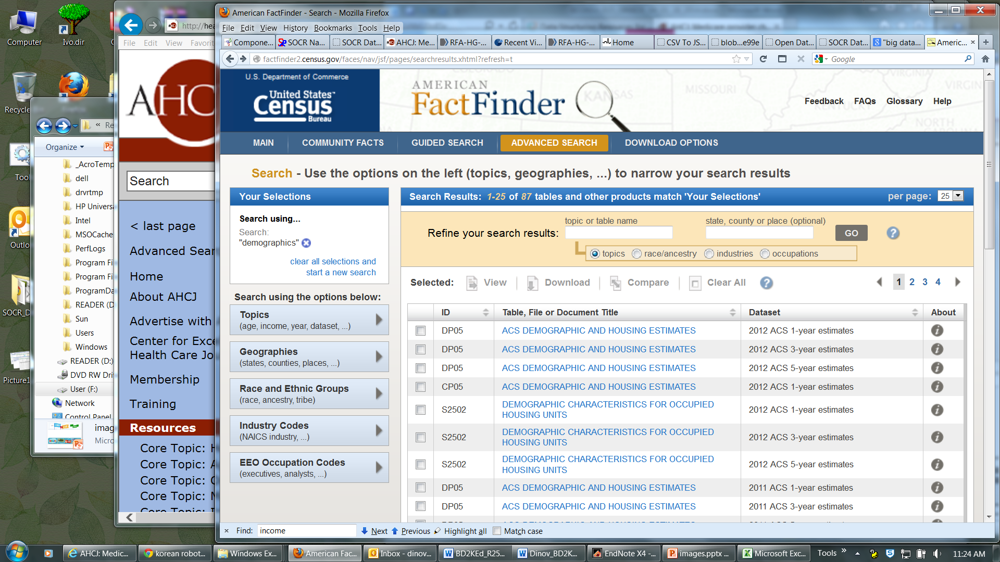 Computer
Ivo.dir
Recycle
Tool
Outlo
SOCR_D
Picture1
Organize
_AcroTemp
dell
drvrtmp
HP Univers
Intel
MSOCache
PerfLogs
Program Fi
Program Fi
ProgramDa
READER (D
Sun
Users
Windows
READER (D:)
DVD RW Dri
User (F:)
Network
Control Panel
imag
Micro
http://hea
File Edit View Favorit
AHC
Search
< last page
Advanced Sear
Home
About AHCJ
Advertise with
Center for Exce
Health Care Jo
Membership
Training
Resources
Core Topic: H
Core Topic: A
Core Topic: C
Core Topic: M
Core Topic: I
American FactFinder - Search - Mozilla Firefox
File Edit View History Bookmarks Tools Help
Compone... SOCR Na... SOCR Dat... AHCJ: Me... RFA-HG-... Recent Vi... RFA-HG-... Home CSV To JS... blob...e99e Open Dat... SOCR Dat... "big data... Americ... × +
factfinder2.census.gov/faces/nav/jsf/pages/searchresults.xhtml?refresh=t
Google
U.S. Department of Commerce
United States™
Census
Bureau
AMERICAN
FactFinder
KANSAS
MISSOURI
KENTUCKY
VIRGIN
NORTH
CAROLINA
Feedback FAQs Glossary Help
MAIN COMMUNITY FACTS GUIDED SEARCH ADVANCED SEARCH DOWNLOAD OPTIONS
Search - Use the options on the left (topics, geographies, ...) to narrow your search results
Your Selections
Search using...
Search:
"demographics"
clear all selections and
start a new search
Search using the options below:
Topics
(age, income, year, dataset, ...)
Geographies
(states, counties, places, ...)
Race and Ethnic Groups
(race, ancestry, tribe)
Industry Codes
(NAICS industry, ...)
EEO Occupation Codes
(executives, analysts, ...)
Search Results: 1-25 of 87 tables and other products match 'Your Selections'
per page: 25
Refine your search results:
topic or table name
state, county or place (optional)
GO
?
topics race/ancestry industries occupations
Selected: View Download Compare Clear All ?
1 2 3 4
ID Table, File or Document Title Dataset About
DP05 ACS DEMOGRAPHIC AND HOUSING ESTIMATES 2012 ACS 1-year estimates
DP05 ACS DEMOGRAPHIC AND HOUSING ESTIMATES 2012 ACS 3-year estimates
DP05 ACS DEMOGRAPHIC AND HOUSING ESTIMATES 2012 ACS 5-year estimates
CP05 ACS DEMOGRAPHIC AND HOUSING ESTIMATES 2012 ACS 1-year estimates
S2502 DEMOGRAPHIC CHARACTERISTICS FOR OCCUPIED HOUSING UNITS 2012 ACS 1-year estimates
S2502 DEMOGRAPHIC CHARACTERISTICS FOR OCCUPIED HOUSING UNITS 2012 ACS 3-year estimates
S2502 DEMOGRAPHIC CHARACTERISTICS FOR OCCUPIED HOUSING UNITS 2012 ACS 5-year estimates
DP05 ACS DEMOGRAPHIC AND HOUSING ESTIMATES 2011 ACS 1-year estimates
DP05 ACS DEMOGRAPHIC AND HOUSING ESTIMATES 2011 ACS 3-year estimates
× Find: income Next Previous Highlight all Match case
AHCJ: Medic... korean robot... Windows Ex... American Fac... Inbox - dinov... BD2KEd_R25... Dinov_BD2K... EndNote X4 -... images.pptx ... Microsoft Exc... Tools » 11:24 AM